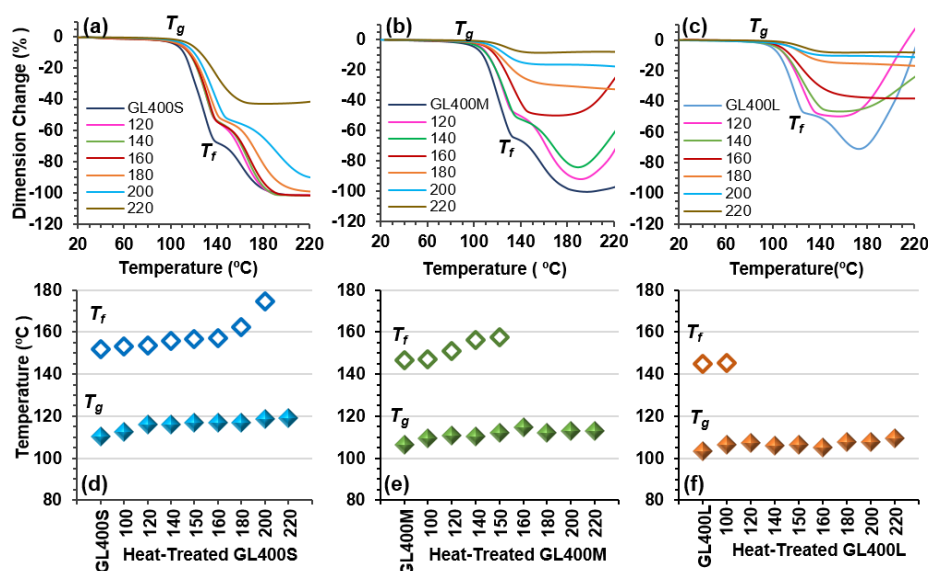 (a)
Tg
Dimension Change (%)
0
-20
-40
-60
-80
-100
-120
GL400S
120
140
160
180
200
220
Tf
20 60 100 140 180 220
Temperature (ºC)
(b)
Tg
0
-20
-40
-60
-80
-100
-120
GL400M
120
140
160
180
200
220
Tf
20 60 100 140 180 220
Temperature ( ºC)
(c)
Tg
0
-20
-40
-60
-80
-100
-120
GL400L
120
140
160
180
200
220
Tf
20 60 100 140 180 220
Temperature(ºC)
Temperature (ºC)
180
160
140
120
100
80
Tf
Tg
(d)
GL400S 100 120 140 150 160 180 200 220
Heat-Treated GL400S
180
160
140
120
100
80
Tf
Tg
(e)
GL400M 100 120 140 150 160 180 200 220
Heat-Treated GL400M
180
160
140
120
100
80
Tf
Tg
(f)
GL400L 100 120 140 150 160 180 200 220
Heat-Treated GL400L